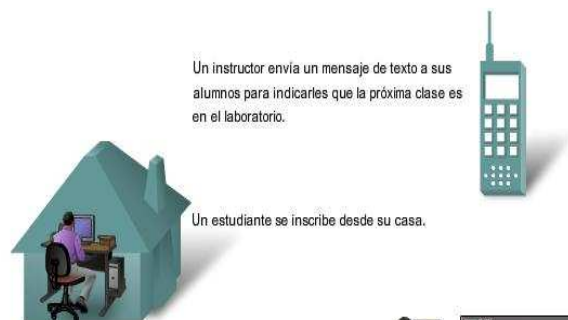 Un instructor envía un mensaje de texto a sus
alumnos para indicarles que la próxima clase es
en el laboratorio.
Un estudiante se inscribe desde su casa.